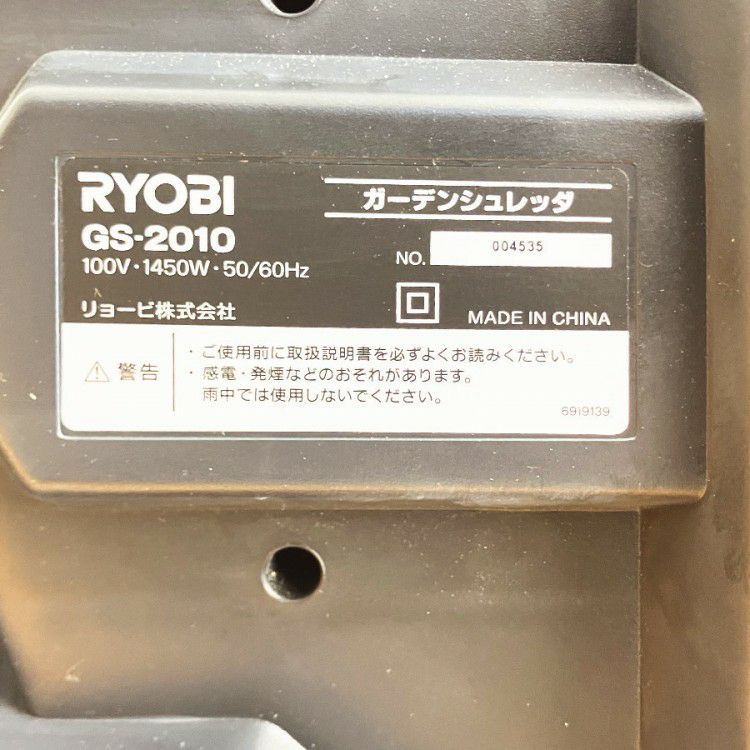 RYOBI
ガーデンシュレッダ
GS-2010
NO. 004535
100V・1450W・50/60Hz
リョービ株式会社
MADE IN CHINA
⚠ 警告
・ご使用前に取扱説明書を必ずよくお読みください。
・感電・発煙などのおそれがあります。
雨中では使用しないでください。
6919139